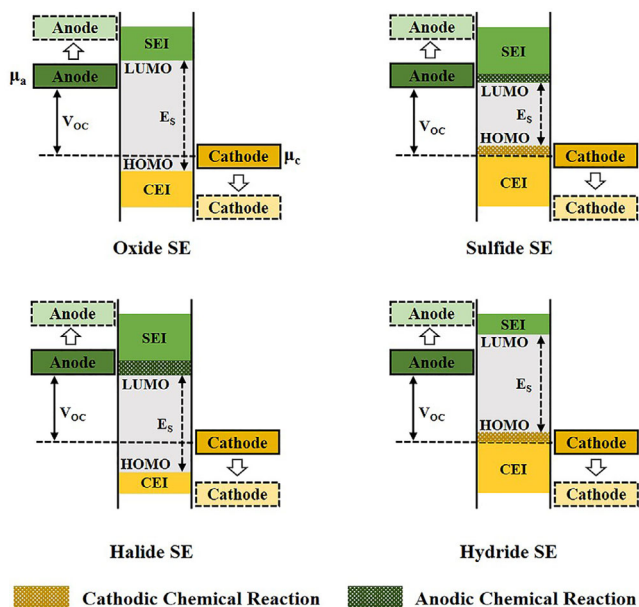 Anode
SEI
Anode
LUMO
μa
VOC
ES
HOMO
Cathode
μc
CEI
Cathode
Oxide SE
Anode
SEI
Anode
LUMO
VOC
ES
HOMO
Cathode
CEI
Cathode
Sulfide SE
Anode
SEI
Anode
LUMO
VOC
ES
Cathode
HOMO
CEI
Cathode
Halide SE
Anode
SEI
LUMO
Anode
ES
VOC
HOMO
Cathode
CEI
Cathode
Hydride SE
Cathodic Chemical Reaction
Anodic Chemical Reaction